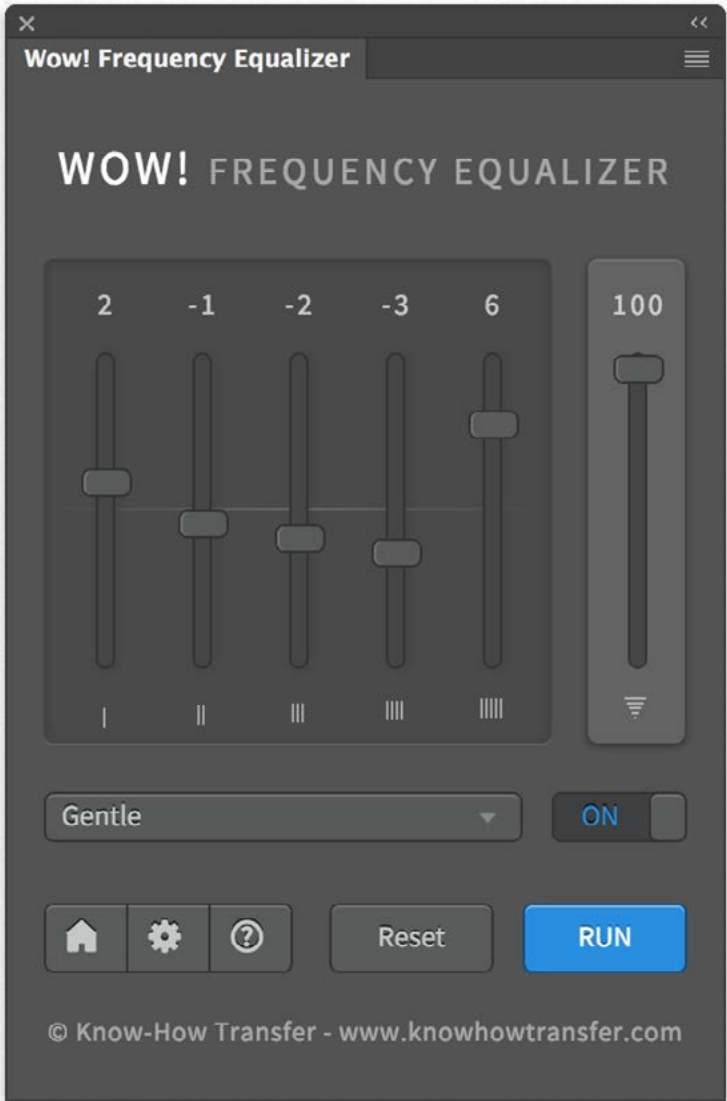 Wow! Frequency Equalizer
WOW! FREQUENCY EQUALIZER
2 -1 -2 -3 6 100
Gentle ON
Reset RUN
© Know-How Transfer - www.knowhowtransfer.com